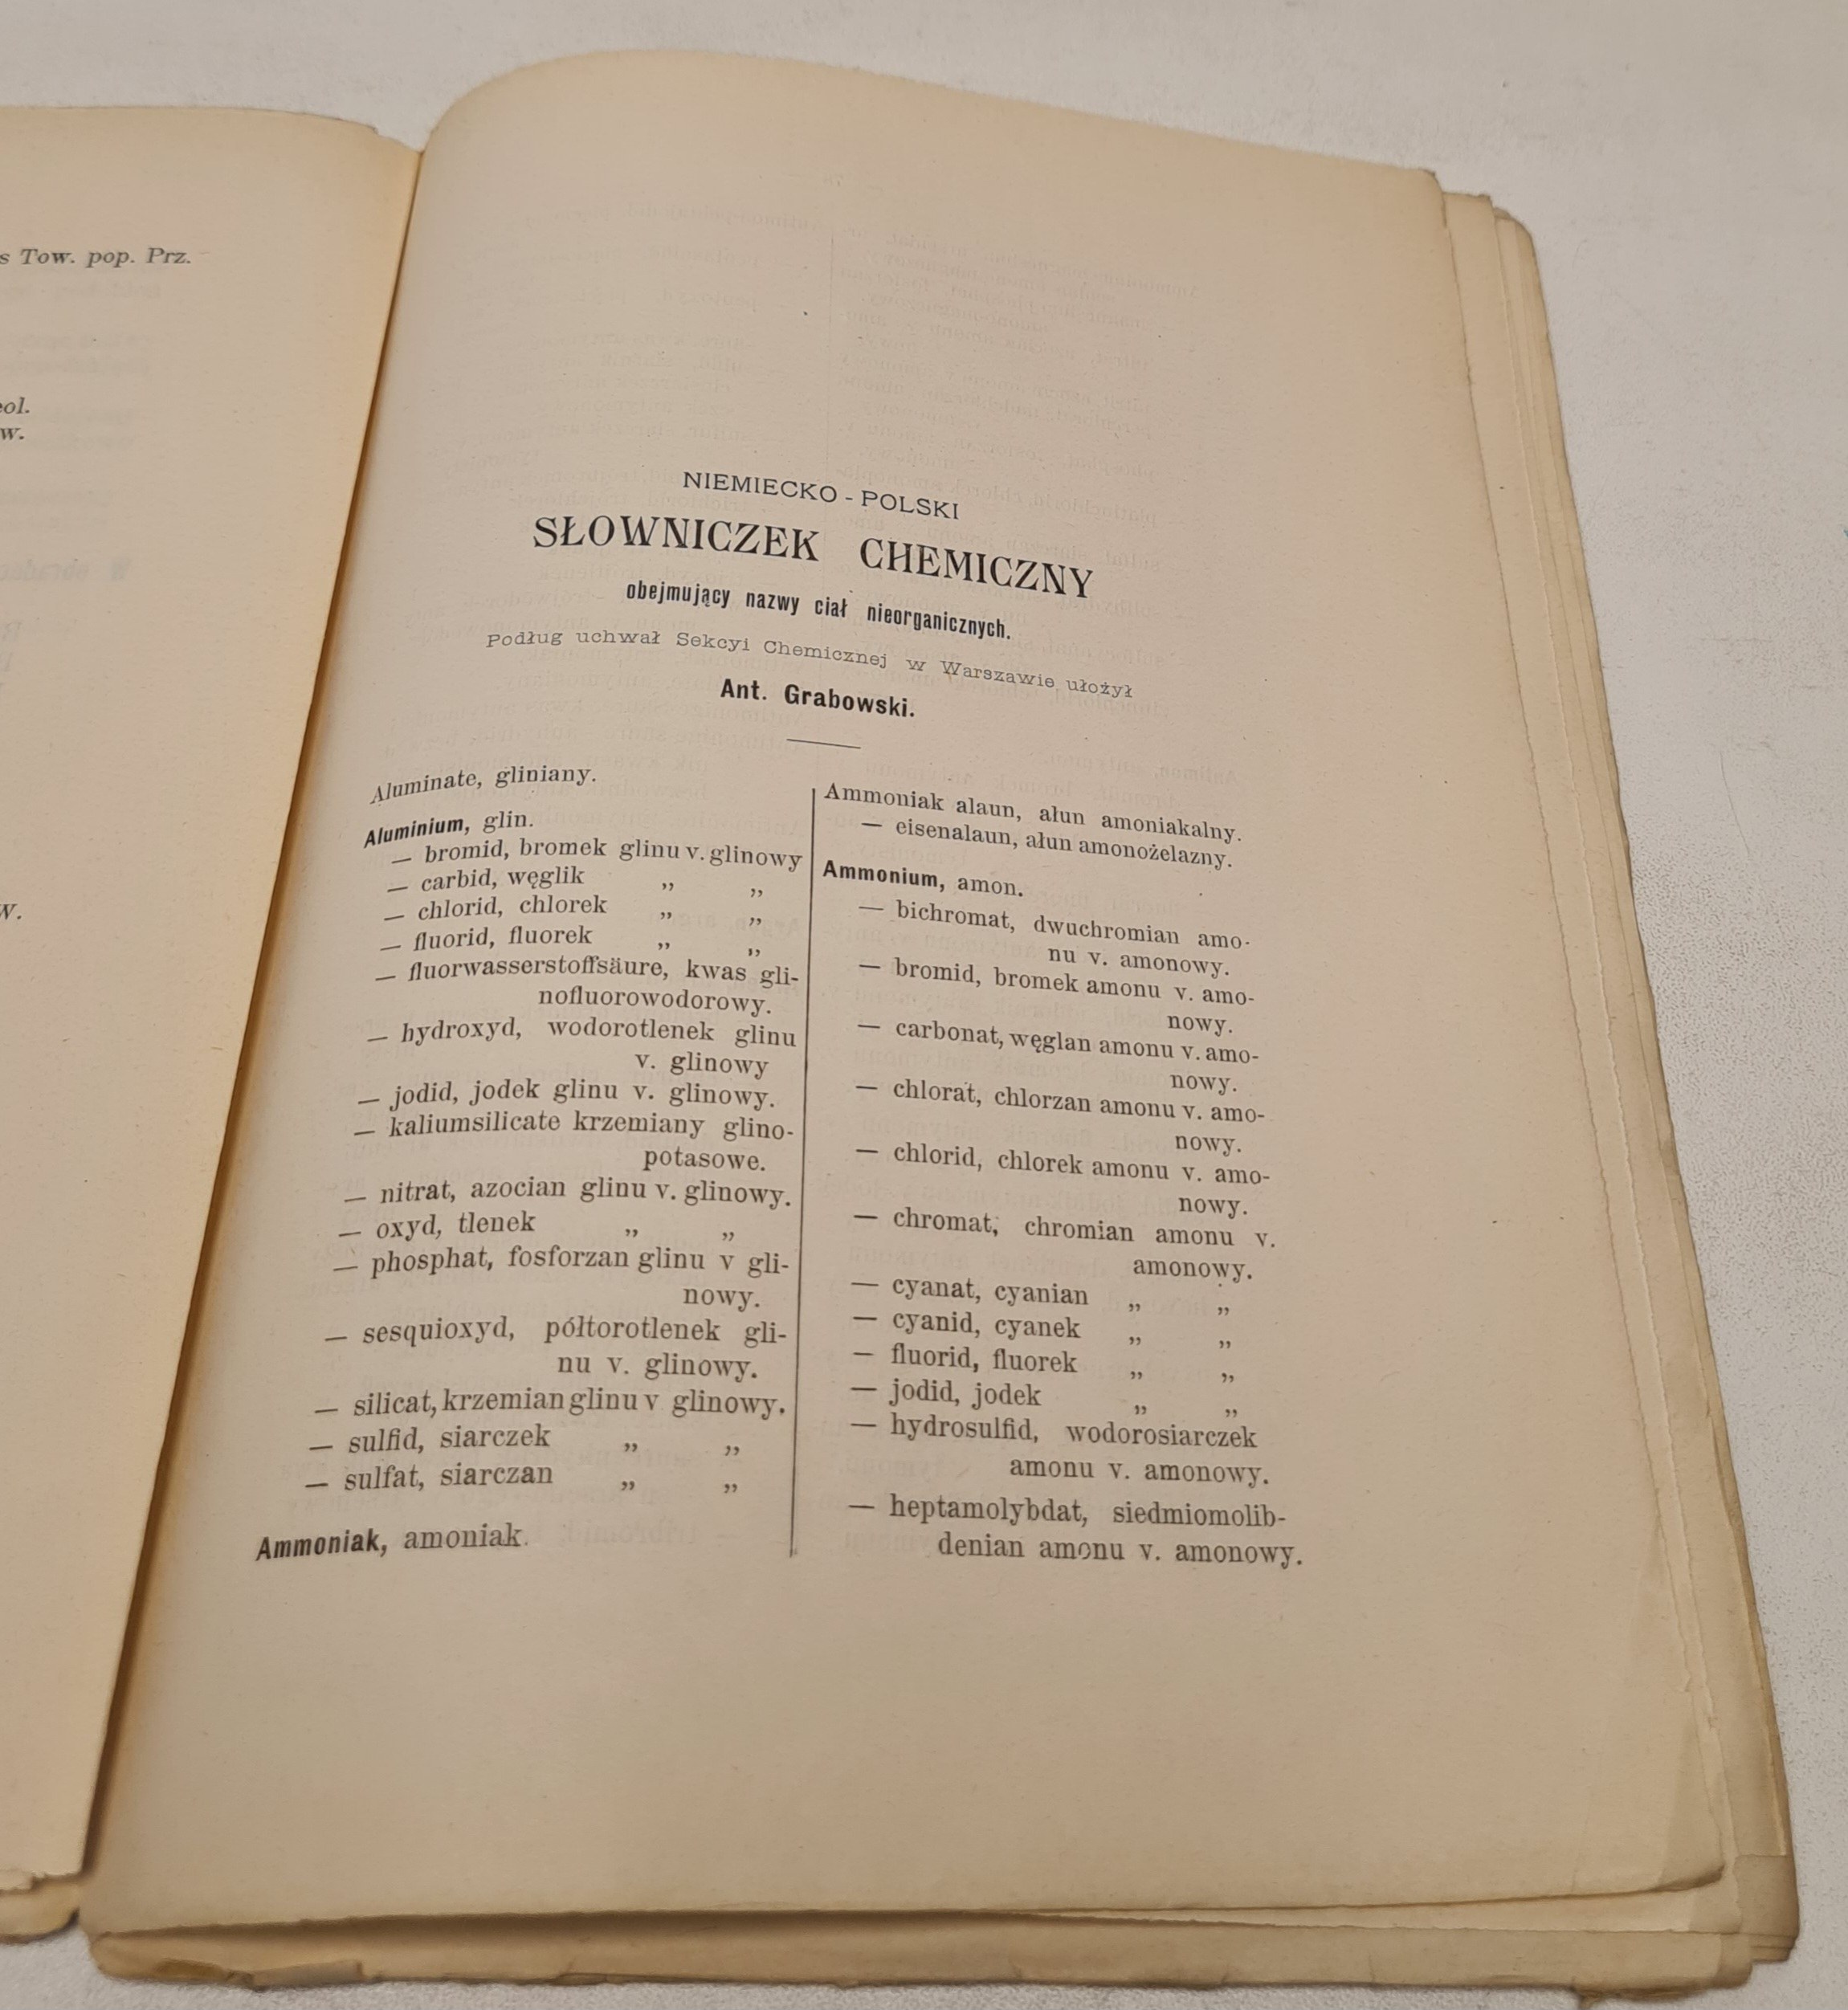 s Tow. pop. Prz.
w.
W.
NIEMIECKO - POLSKI
SŁOWNICZEK CHEMICZNY
obejmujący nazwy ciał nieorganicznych.
Podług uchwał Sekcyi Chemicznej w Warszawie ułożył
Ant. Grabowski.
Aluminate, gliniany.
Aluminium, glin.
— bromid, bromek glinu v. glinowy
— carbid, węglik „ „
— chlorid, chlorek „ „
— fluorid, fluorek „ „
— fluorwasserstoffsäure, kwas gli-
nofluorowodorowy.
— hydroxyd, wodorotlenek glinu
v. glinowy
— jodid, jodek glinu v. glinowy.
— kaliumsilicate krzemiany glino-
potasowe.
— nitrat, azocian glinu v. glinowy.
— oxyd, tlenek „ „
— phosphat, fosforzan glinu v gli-
nowy.
— sesquioxyd, półtorotlenek gli-
nu v. glinowy.
— silicat, krzemian glinu v glinowy.
— sulfid, siarczek „ „
— sulfat, siarczan „ „
Ammoniak, amoniak.
Ammoniak alaun, ałun amoniakalny.
— eisenalaun, ałun amonożelazny.
Ammonium, amon.
— bichromat, dwuchromian amo-
nu v. amonowy.
— bromid, bromek amonu v. amo-
nowy.
— carbonat, węglan amonu v. amo-
nowy.
— chlorat, chlorzan amonu v. amo-
nowy.
— chlorid, chlorek amonu v. amo-
nowy.
— chromat, chromian amonu v.
amonowy.
— cyanat, cyanian „ „
— cyanid, cyanek „ „
— fluorid, fluorek „ „
— jodid, jodek „ „
— hydrosulfid, wodorosiarczek
amonu v. amonowy.
— heptamolybdat, siedmiomolib-
denian amonu v. amonowy.